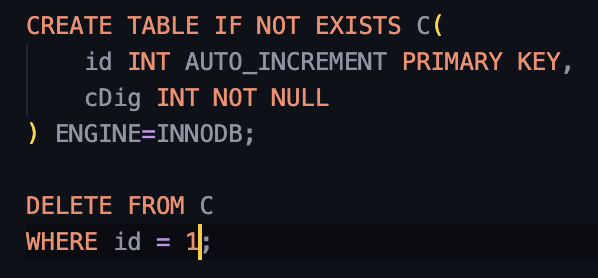 CREATE TABLE IF NOT EXISTS C(
    id INT AUTO_INCREMENT PRIMARY KEY,
    cDig INT NOT NULL
) ENGINE=INNODB;

DELETE FROM C
WHERE id = 1;